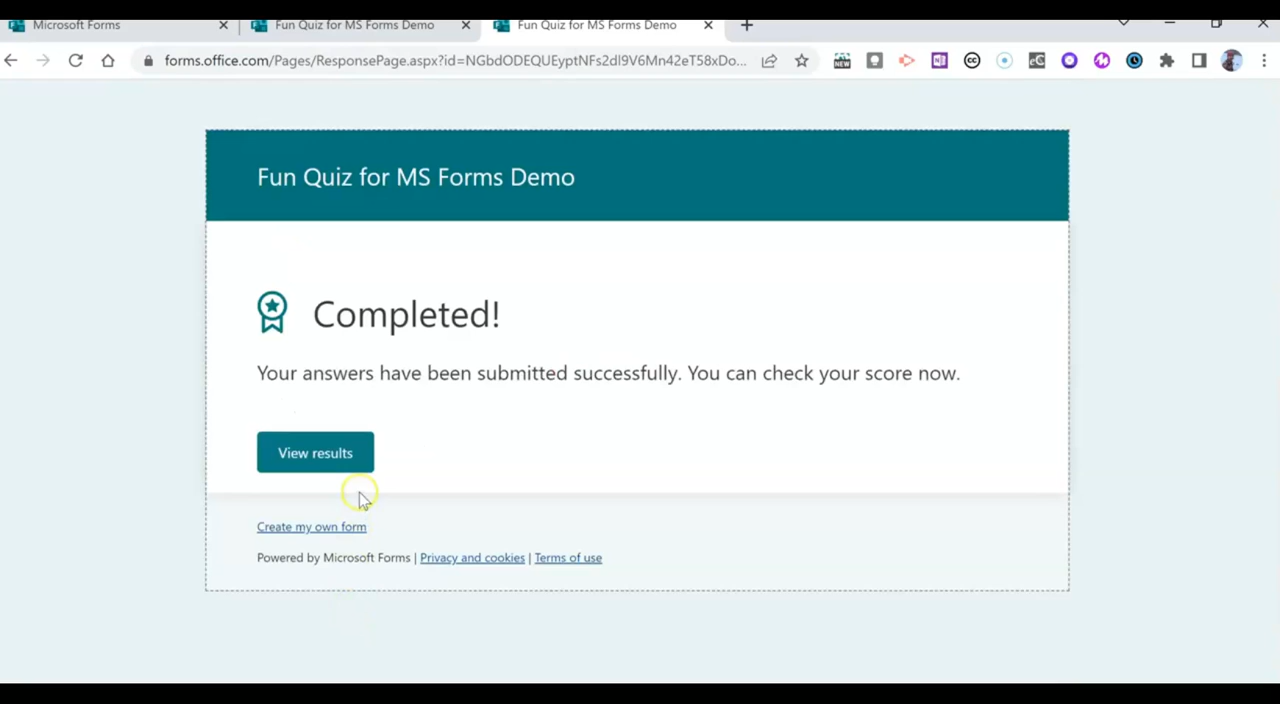 Microsoft Forms
Fun Quiz for MS Forms Demo
Fun Quiz for MS Forms Demo
forms.office.com/Pages/ResponsePage.aspx?id=NGbdODEQUEyptNFs2dl9V6Mn42eT58xDo...
NEW
CC
eC
Fun Quiz for MS Forms Demo
Completed!
Your answers have been submitted successfully. You can check your score now.
View results
Create my own form
Powered by Microsoft Forms | Privacy and cookies | Terms of use